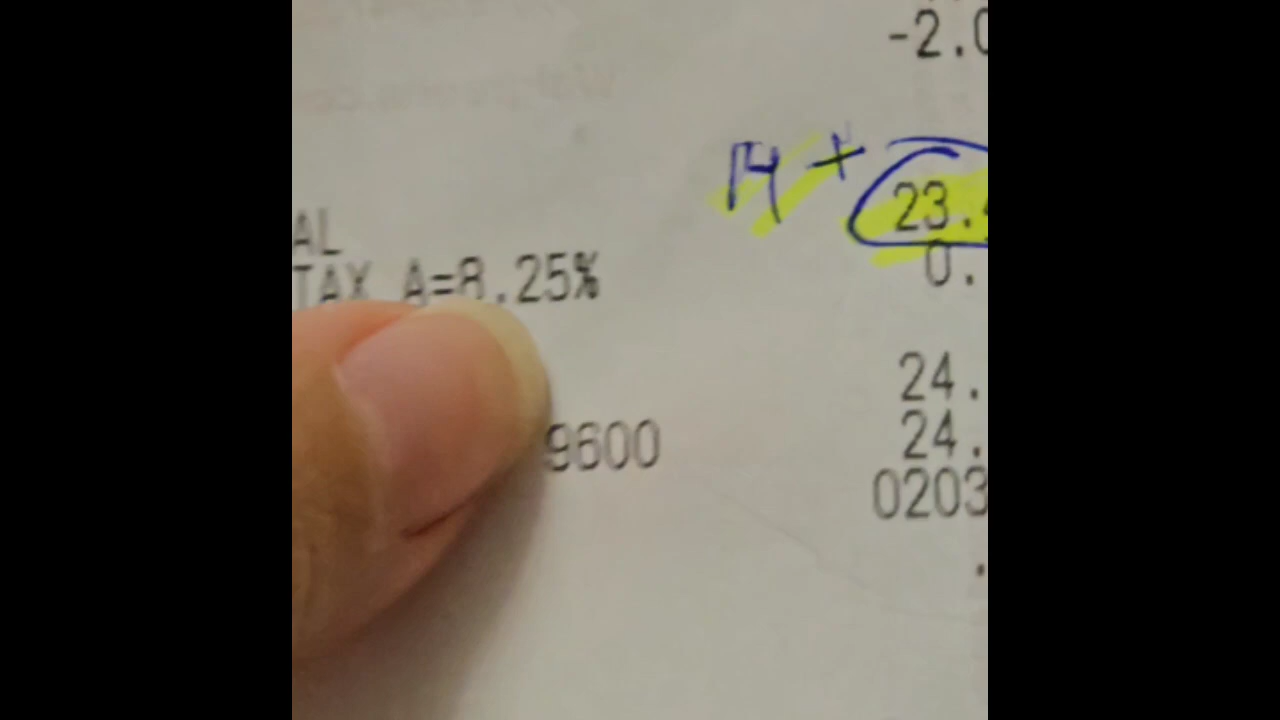 -2.0
14 + 23.
AL
TAX A=8.25% 0.
24.
9600 24.
0203
.